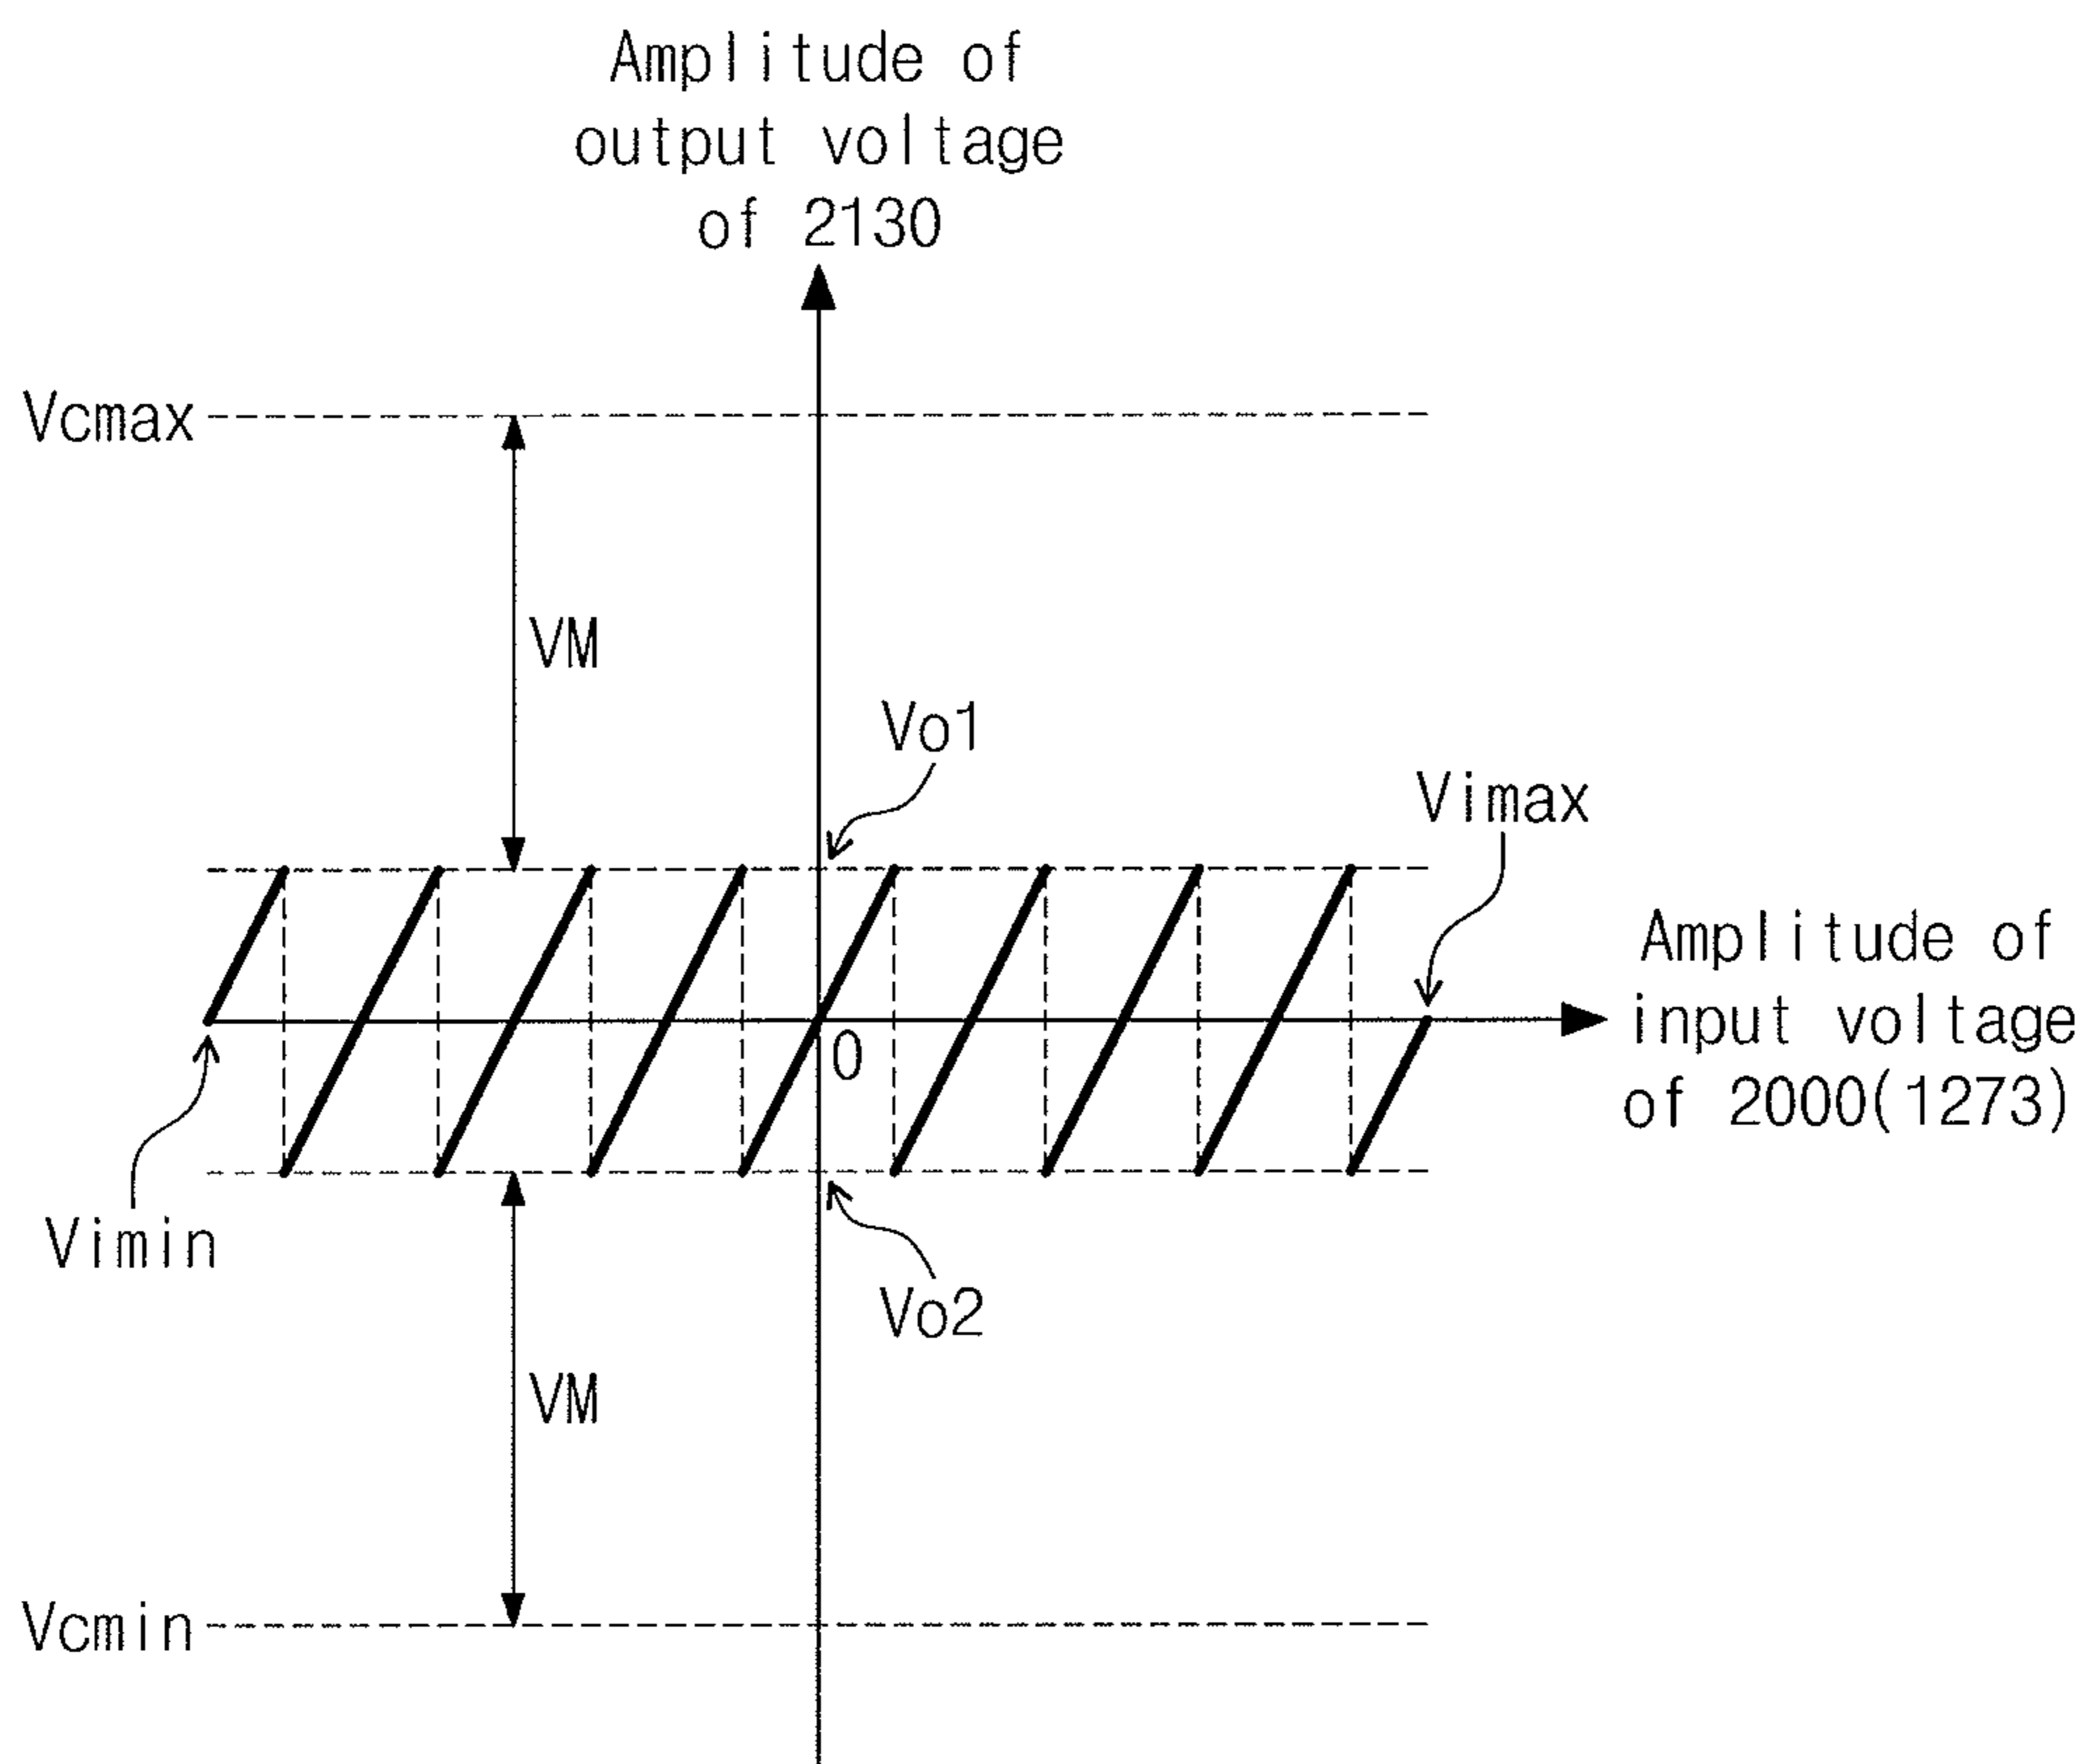 Amplitude of
output voltage
of 2130
Vcmax
VM
Vo1
Vimax
Amplitude of
input voltage
of 2000(1273)
0
Vimin
Vo2
VM
Vcmin